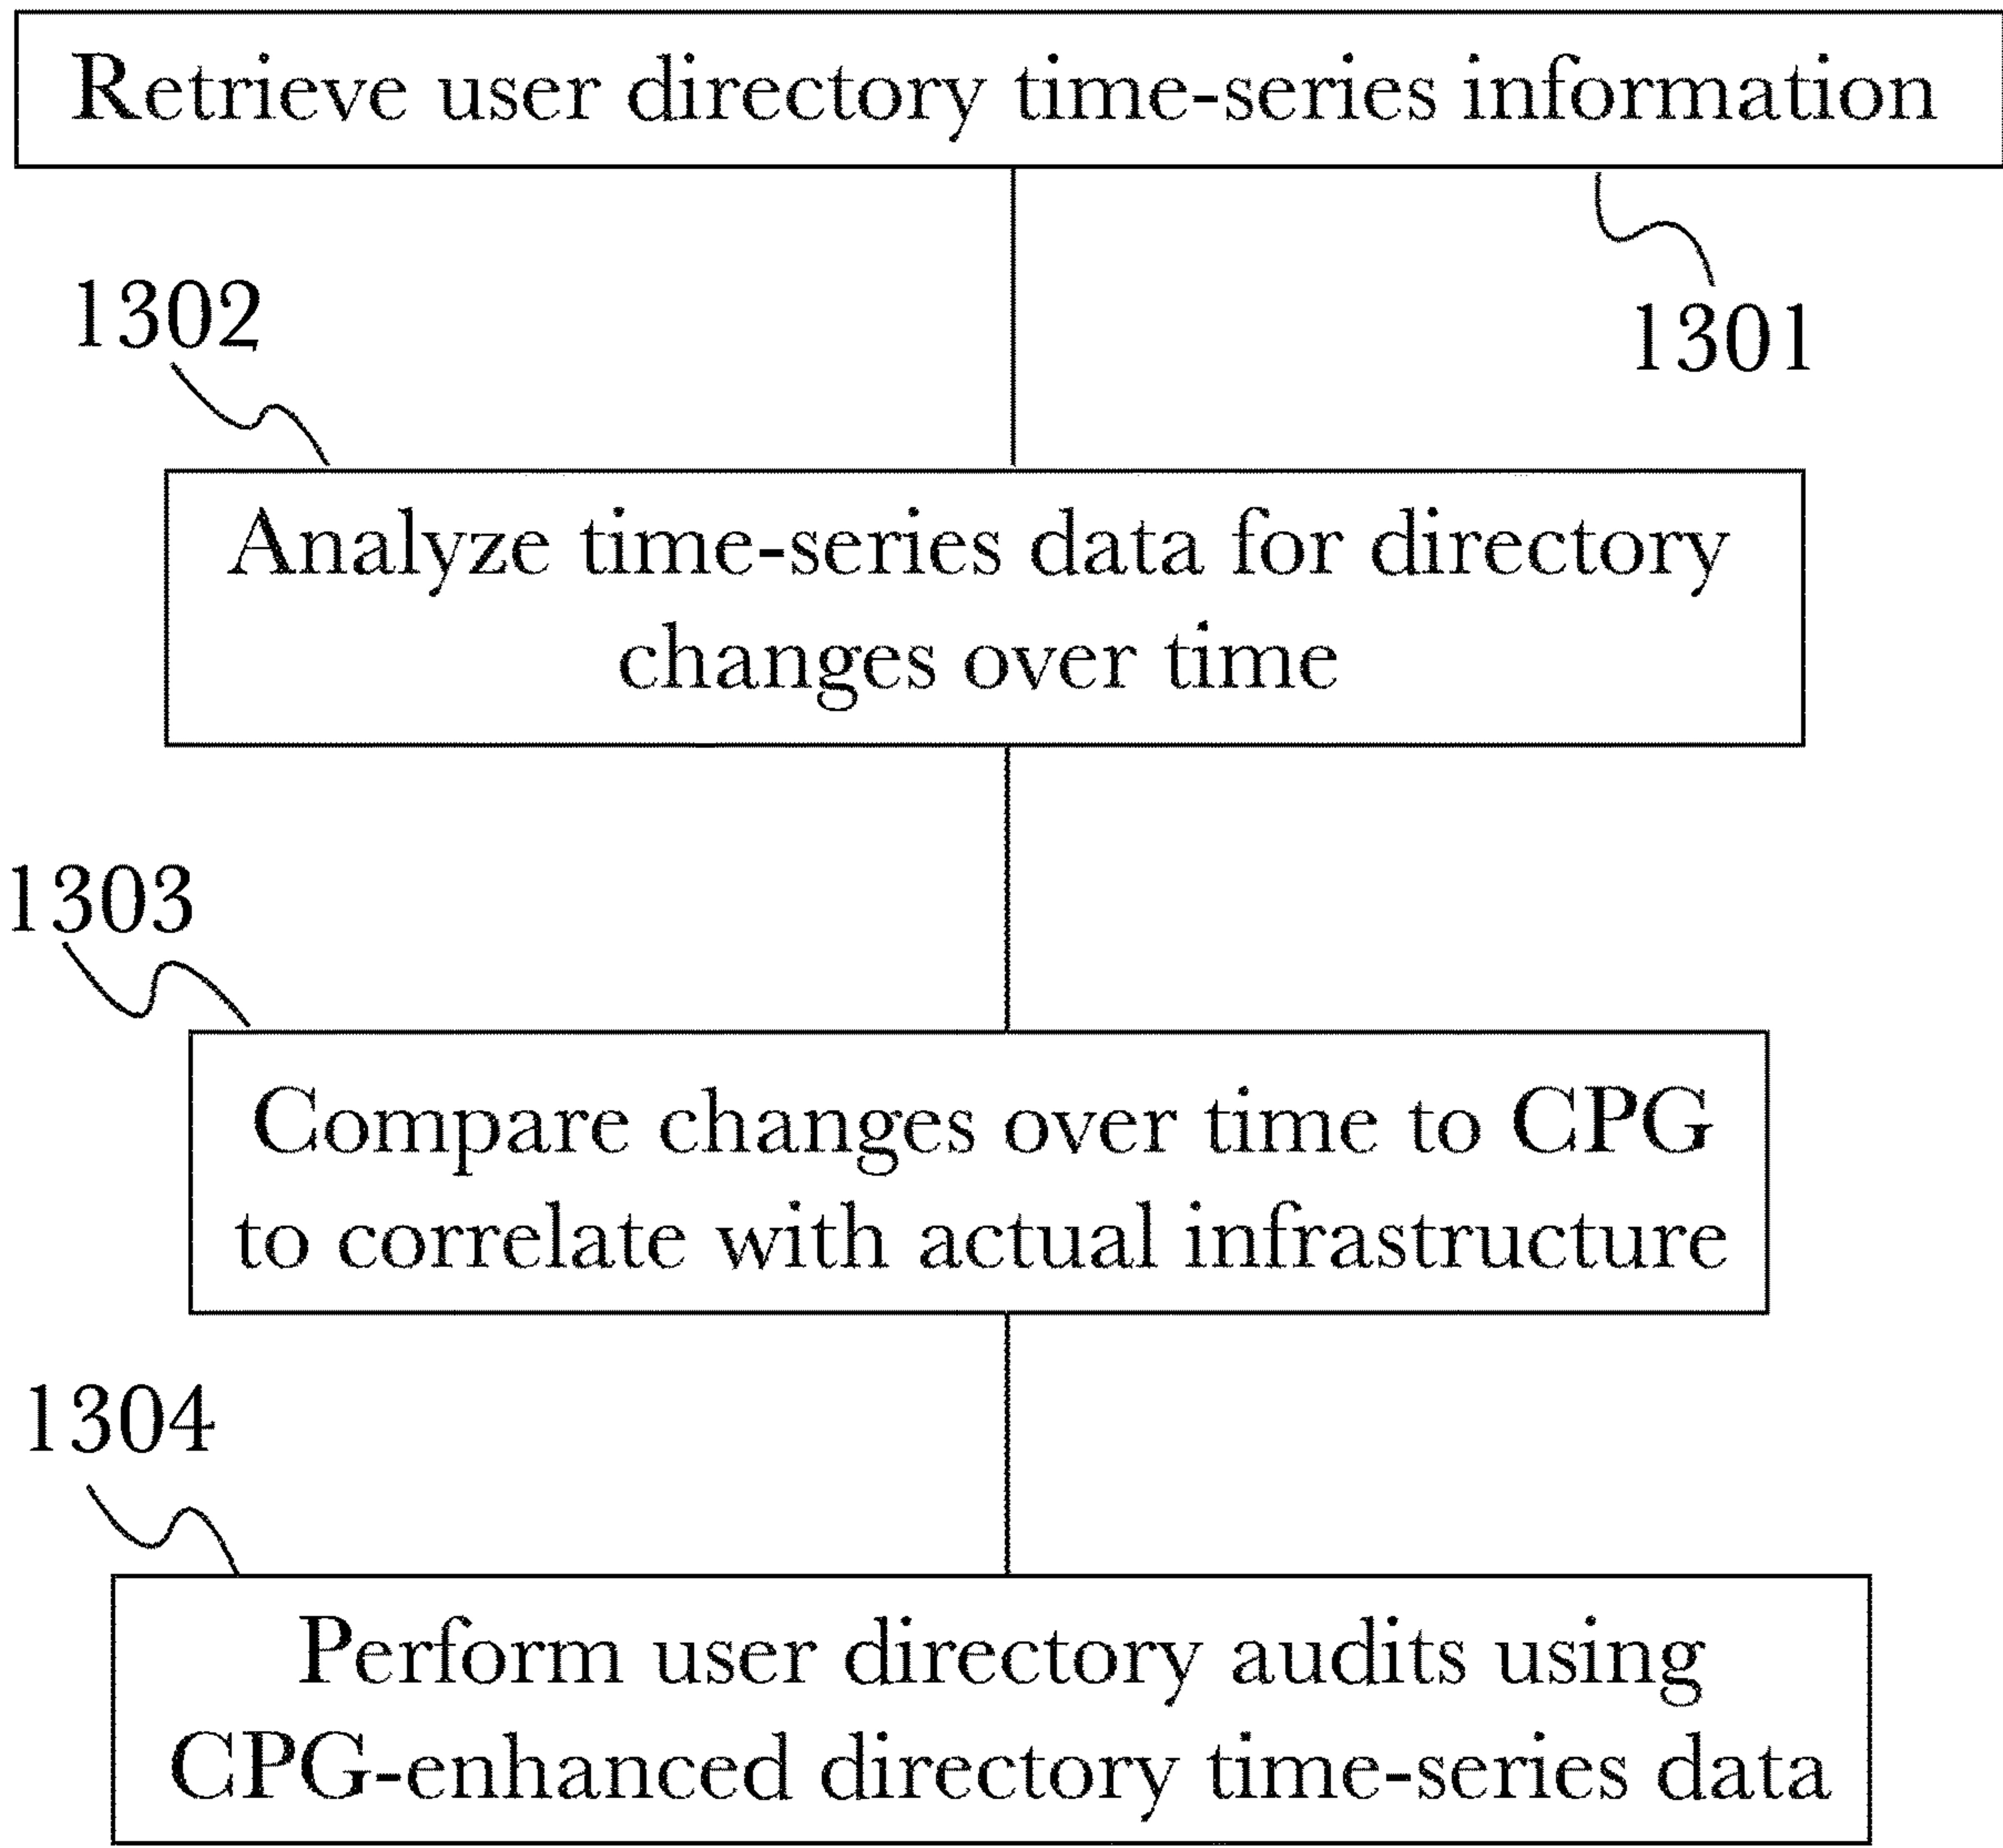 Retrieve user directory time-series information
1301
1302
Analyze time-series data for directory
changes over time
1303
Compare changes over time to CPG
to correlate with actual infrastructure
1304
Perform user directory audits using
CPG-enhanced directory time-series data